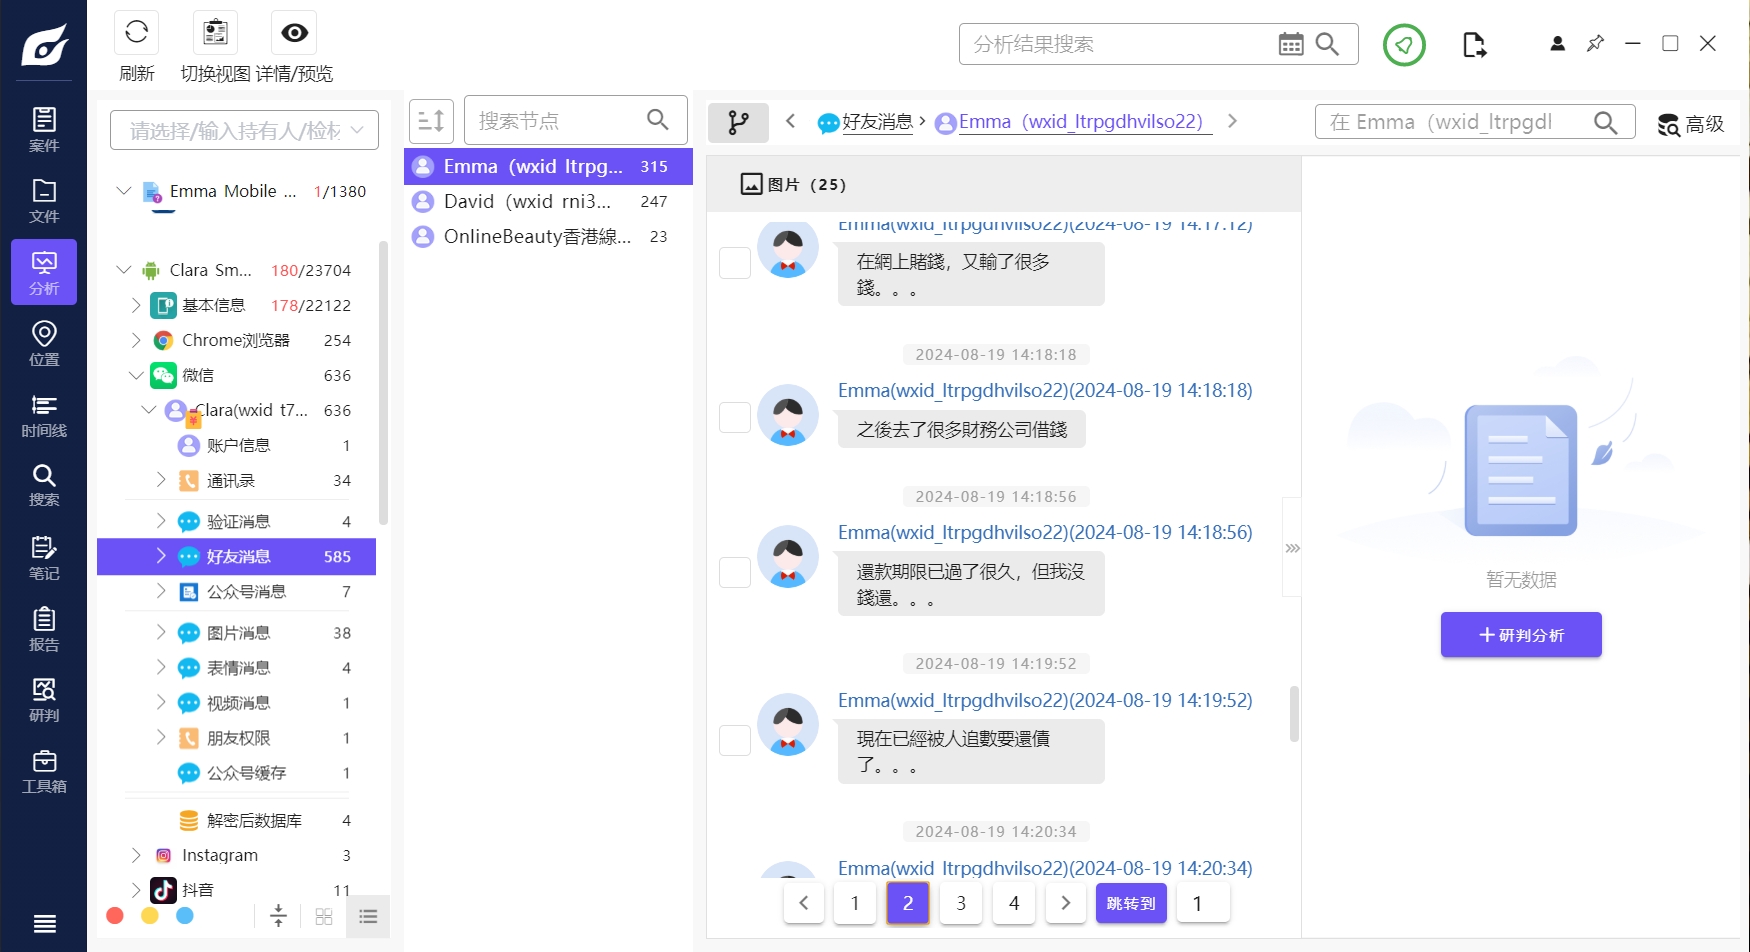 刷新
切换视图
详情/预览
分析结果搜索
案件
文件
分析
位置
时间线
搜索
笔记
报告
研判
工具箱
请选择/输入持有人/检材
Emma Mobile ... 1/1380
Clara Sm... 180/23704
基本信息 178/22122
Chrome浏览器 254
微信 636
Clara(wxid_t7... 636
账户信息 1
通讯录 34
验证消息 4
好友消息 585
公众号消息 7
图片消息 38
表情消息 4
视频消息 1
朋友权限 1
公众号缓存 1
解密后数据库 4
Instagram 3
抖音 11
搜索节点
Emma（wxid_ltrpg... 315
David（wxid_rni3... 247
OnlineBeauty香港線... 23
好友消息 › Emma（wxid_ltrpgdhvilso22）
在 Emma（wxid_ltrpgdl
高级
图片（25）
Emma(wxid_ltrpgdhvilso22)(2024-08-19 14:17:12)
在網上賭錢，又輸了很多
錢。。。
2024-08-19 14:18:18
Emma(wxid_ltrpgdhvilso22)(2024-08-19 14:18:18)
之後去了很多財務公司借錢
2024-08-19 14:18:56
Emma(wxid_ltrpgdhvilso22)(2024-08-19 14:18:56)
還款期限已過了很久，但我沒
錢還。。。
2024-08-19 14:19:52
Emma(wxid_ltrpgdhvilso22)(2024-08-19 14:19:52)
現在已經被人追數要還債
了。。。
2024-08-19 14:20:34
Emma(wxid_ltrpgdhvilso22)(2024-08-19 14:20:34)
1 2 3 4 跳转到 1
暂无数据
+研判分析